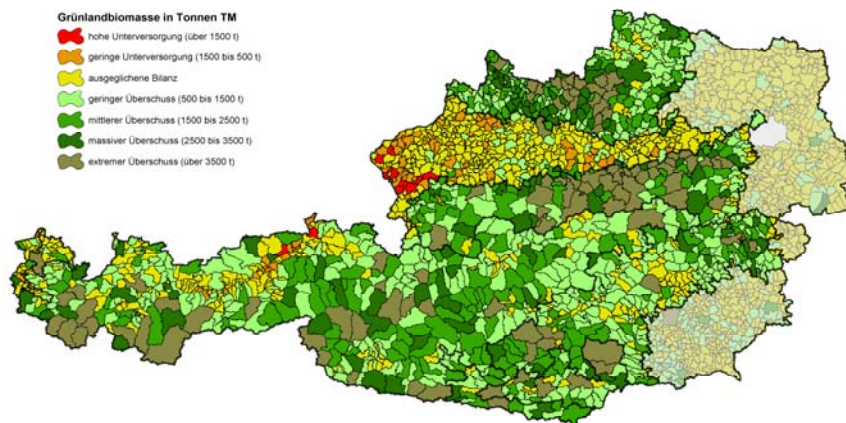 Grünlandbiomasse in Tonnen TM
hohe Unterversorgung (über 1500 t)
geringe Unterversorgung (1500 bis 500 t)
ausgeglichene Bilanz
geringer Überschuss (500 bis 1500 t)
mittlerer Überschuss (1500 bis 2500 t)
massiver Überschuss (2500 bis 3500 t)
extremer Überschuss (über 3500 t)